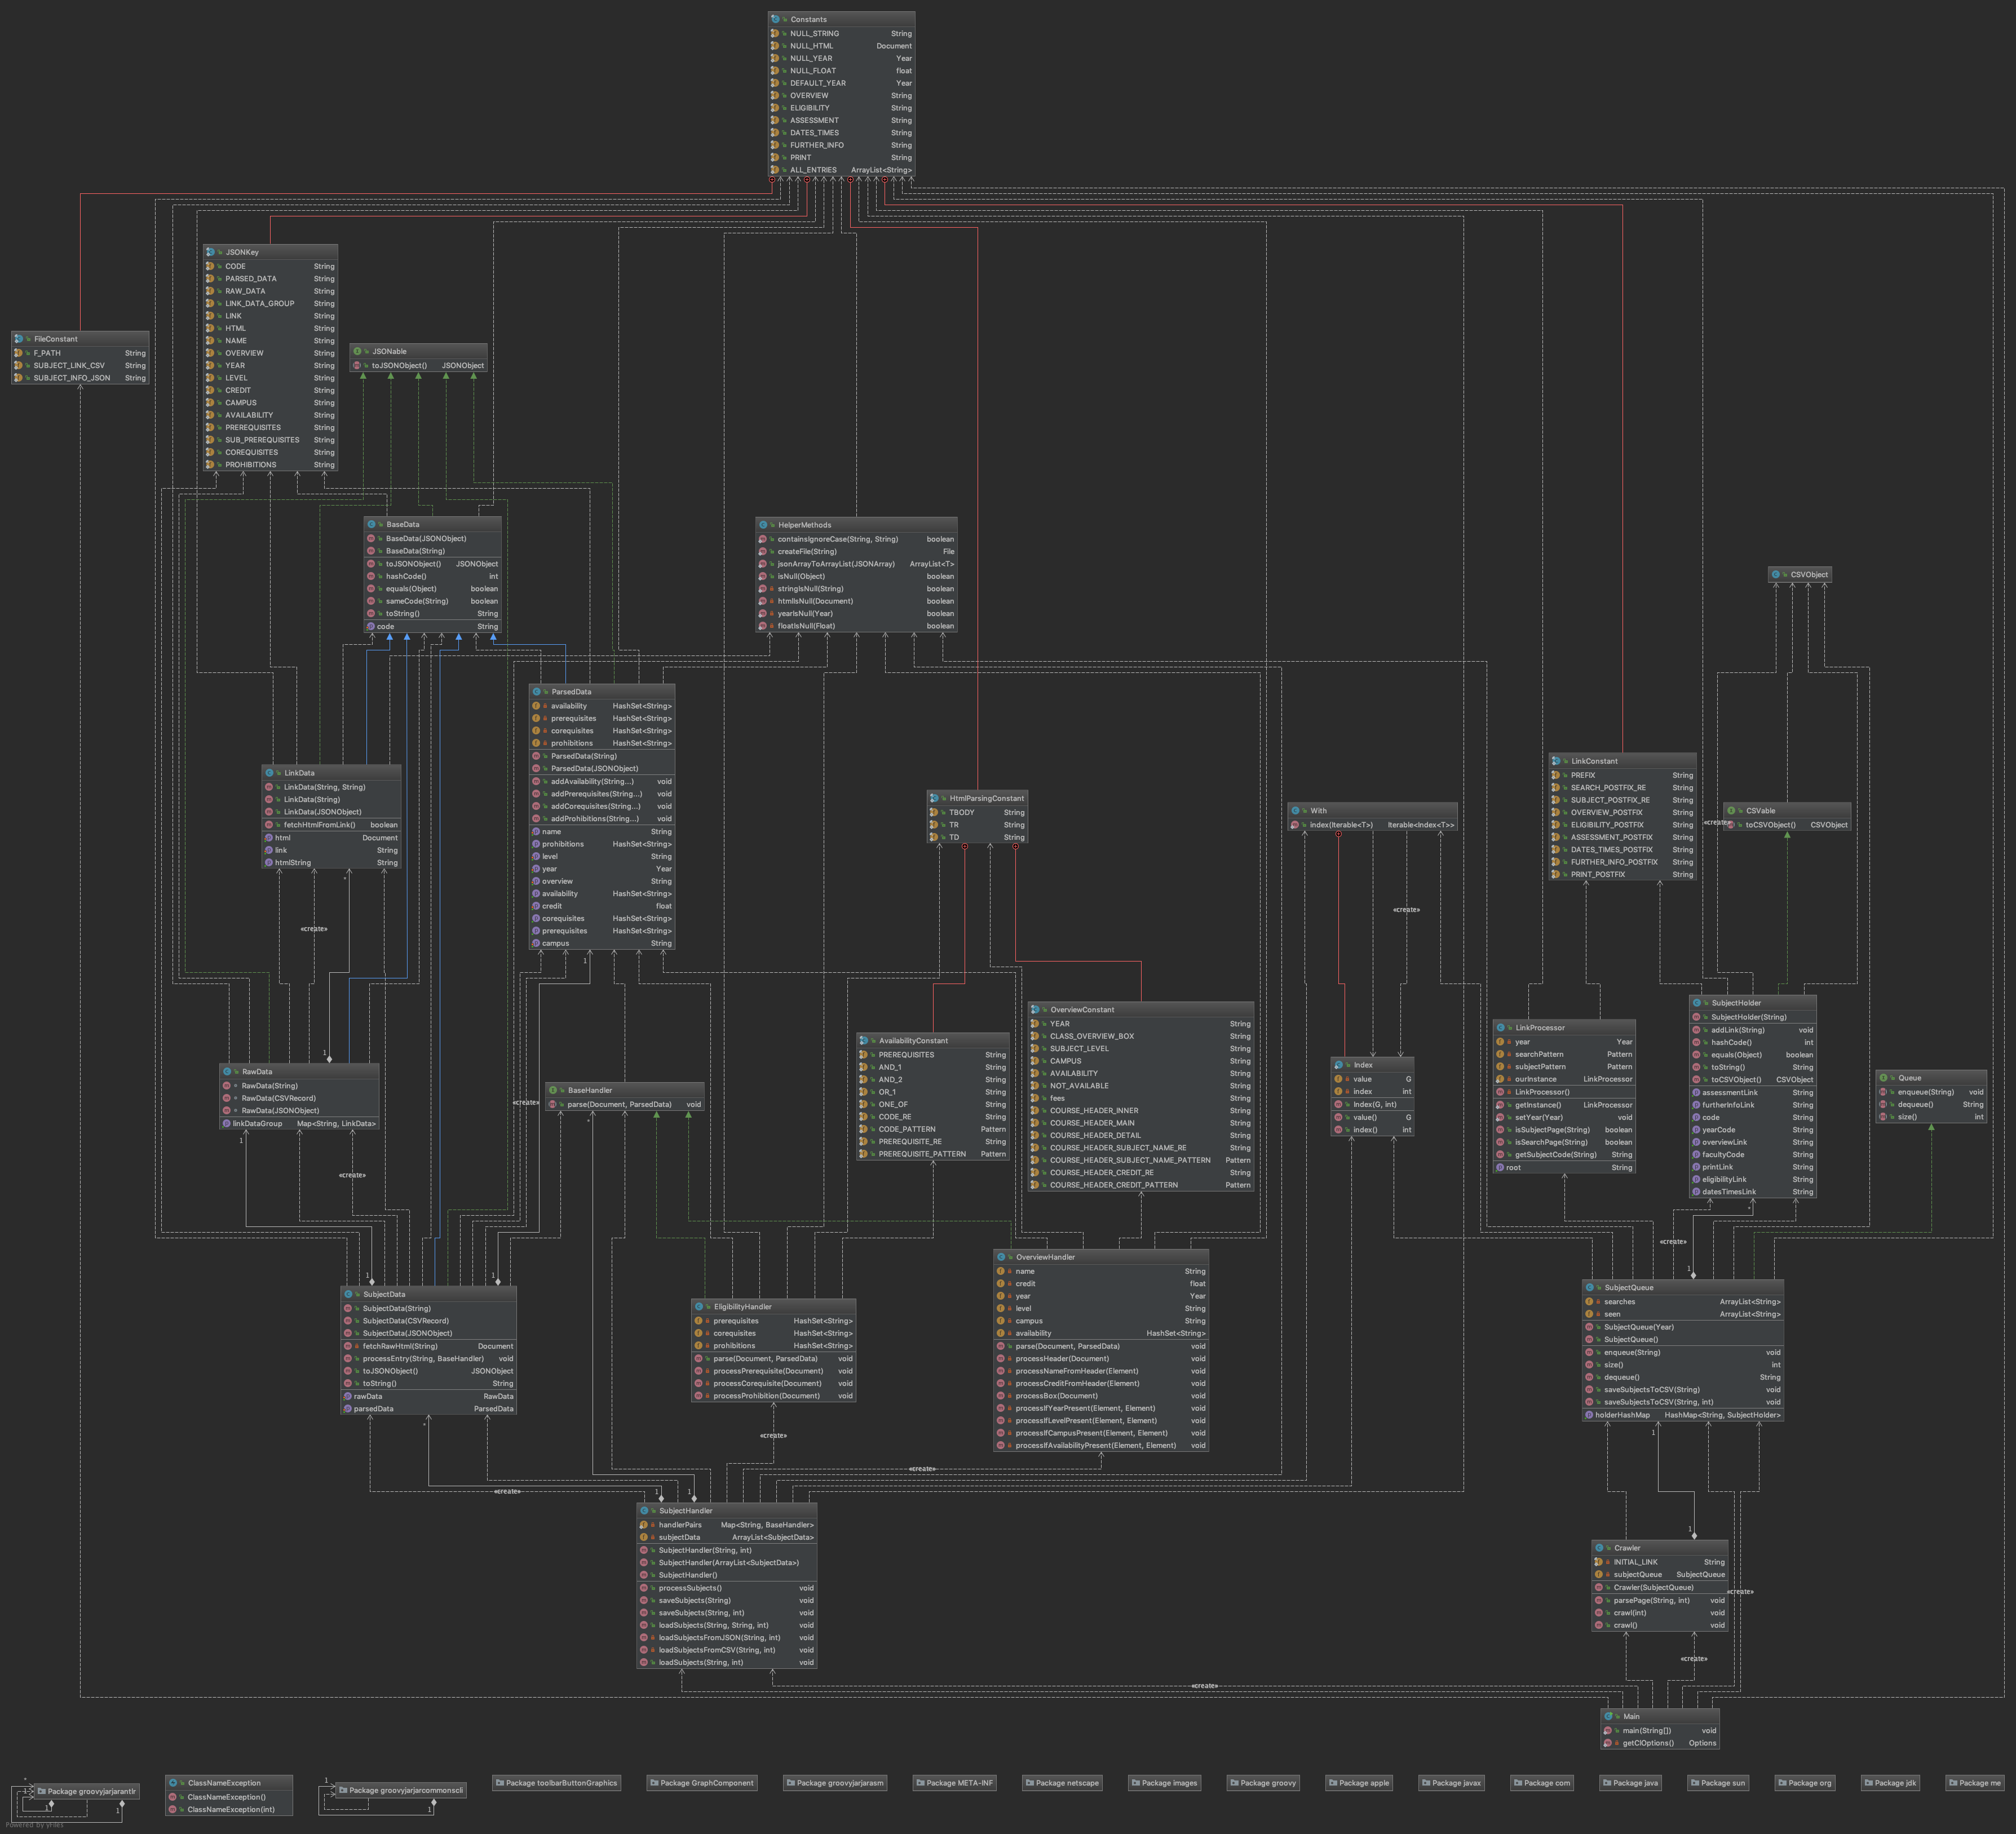 Constants
NULL_STRING String
NULL_HTML Document
NULL_YEAR Year
NULL_FLOAT float
DEFAULT_YEAR Year
OVERVIEW String
ELIGIBILITY String
ASSESSMENT String
DATES_TIMES String
FURTHER_INFO String
PRINT String
ALL_ENTRIES ArrayList<String>
JSONKey
CODE String
PARSED_DATA String
RAW_DATA String
LINK_DATA_GROUP String
LINK String
HTML String
NAME String
OVERVIEW String
YEAR String
LEVEL String
CREDIT String
CAMPUS String
AVAILABILITY String
PREREQUISITES String
SUB_PREREQUISITES String
COREQUISITES String
PROHIBITIONS String
FileConstant
F_PATH String
SUBJECT_LINK_CSV String
SUBJECT_INFO_JSON String
JSONable
toJSONObject() JSONObject
BaseData
BaseData(JSONObject)
BaseData(String)
toJSONObject() JSONObject
hashCode() int
equals(Object) boolean
sameCode(String) boolean
toString() String
code String
HelperMethods
containsIgnoreCase(String, String) boolean
createFile(String) File
jsonArrayToArrayList(JSONArray) ArrayList<T>
isNull(Object) boolean
stringIsNull(String) boolean
htmlIsNull(Document) boolean
yearIsNull(Year) boolean
floatIsNull(Float) boolean
CSVObject
ParsedData
availability HashSet<String>
prerequisites HashSet<String>
corequisites HashSet<String>
prohibitions HashSet<String>
ParsedData(String)
ParsedData(JSONObject)
addAvailability(String...) void
addPrerequisites(String...) void
addCorequisites(String...) void
addProhibitions(String...) void
name String
prohibitions HashSet<String>
level String
year Year
overview String
availability HashSet<String>
credit float
corequisites HashSet<String>
prerequisites HashSet<String>
campus String
LinkData
LinkData(String, String)
LinkData(String)
LinkData(JSONObject)
fetchHtmlFromLink() boolean
html Document
link String
htmlString String
HtmlParsingConstant
TBODY String
TR String
TD String
With
index(Iterable<T>) Iterable<Index<T>>
LinkConstant
PREFIX String
SEARCH_POSTFIX_RE String
SUBJECT_POSTFIX_RE String
OVERVIEW_POSTFIX String
ELIGIBILITY_POSTFIX String
ASSESSMENT_POSTFIX String
DATES_TIMES_POSTFIX String
FURTHER_INFO_POSTFIX String
PRINT_POSTFIX String
«create»
CSVable
toCSVObject() CSVObject
*
«create»
«create»
1
SubjectHolder
SubjectHolder(String)
addLink(String) void
hashCode() int
equals(Object) boolean
toString() String
toCSVObject() CSVObject
assessmentLink String
furtherInfoLink String
code String
yearCode String
overviewLink String
facultyCode String
printLink String
eligibilityLink String
datesTimesLink String
OverviewConstant
YEAR String
CLASS_OVERVIEW_BOX String
SUBJECT_LEVEL String
CAMPUS String
AVAILABILITY String
NOT_AVAILABLE String
fees String
COURSE_HEADER_INNER String
COURSE_HEADER_MAIN String
COURSE_HEADER_DETAIL String
COURSE_HEADER_SUBJECT_NAME_RE String
COURSE_HEADER_SUBJECT_NAME_PATTERN Pattern
COURSE_HEADER_CREDIT_RE String
COURSE_HEADER_CREDIT_PATTERN Pattern
LinkProcessor
year Year
searchPattern Pattern
subjectPattern Pattern
ourInstance LinkProcessor
LinkProcessor()
getInstance() LinkProcessor
setYear(Year) void
isSubjectPage(String) boolean
isSearchPage(String) boolean
getSubjectCode(String) String
root String
AvailabilityConstant
PREREQUISITES String
AND_1 String
AND_2 String
OR_1 String
ONE_OF String
CODE_RE String
CODE_PATTERN Pattern
PREREQUISITE_RE String
PREREQUISITE_PATTERN Pattern
Index
value G
index int
Index(G, int)
value() G
index() int
1
RawData
RawData(String)
RawData(CSVRecord)
RawData(JSONObject)
linkDataGroup Map<String, LinkData>
Queue
enqueue(String) void
dequeue() String
size() int
BaseHandler
parse(Document, ParsedData) void
«create»
*
1
«create»
*
«create»
OverviewHandler
name String
credit float
year Year
level String
campus String
availability HashSet<String>
parse(Document, ParsedData) void
processHeader(Document) void
processNameFromHeader(Element) void
processCreditFromHeader(Element) void
processBox(Document) void
processIfYearPresent(Element, Element) void
processIfLevelPresent(Element, Element) void
processIfCampusPresent(Element, Element) void
processIfAvailabilityPresent(Element, Element) void
1
1
1
SubjectQueue
searches ArrayList<String>
seen ArrayList<String>
SubjectQueue(Year)
SubjectQueue()
enqueue(String) void
size() int
dequeue() String
saveSubjectsToCSV(String) void
saveSubjectsToCSV(String, int) void
holderHashMap HashMap<String, SubjectHolder>
SubjectData
SubjectData(String)
SubjectData(CSVRecord)
SubjectData(JSONObject)
fetchRawHtml(String) Document
processEntry(String, BaseHandler) void
toJSONObject() JSONObject
toString() String
rawData RawData
parsedData ParsedData
EligibilityHandler
prerequisites HashSet<String>
corequisites HashSet<String>
prohibitions HashSet<String>
parse(Document, ParsedData) void
processPrerequisite(Document) void
processCorequisite(Document) void
processProhibition(Document) void
*
1
«create»
«create»
«create»
1
1
SubjectHandler
handlerPairs Map<String, BaseHandler>
subjectData ArrayList<SubjectData>
SubjectHandler(String, int)
SubjectHandler(ArrayList<SubjectData>)
SubjectHandler()
processSubjects() void
saveSubjects(String) void
saveSubjects(String, int) void
loadSubjects(String, String, int) void
loadSubjectsFromJSON(String, int) void
loadSubjectsFromCSV(String, int) void
loadSubjects(String, int) void
1
Crawler
INITIAL_LINK String
subjectQueue SubjectQueue
Crawler(SubjectQueue)
parsePage(String, int) void
crawl(int) void
crawl() void
«create»
«create»
«create»
Main
main(String[]) void
getClOptions() Options
*
1
1
1
Package groovyjarjarantlr
ClassNameException
ClassNameException()
ClassNameException(int)
1
1
Package groovyjarjarcommonscli
Package toolbarButtonGraphics
Package GraphComponent
Package groovyjarjarasm
Package META-INF
Package netscape
Package images
Package groovy
Package apple
Package javax
Package com
Package java
Package sun
Package org
Package jdk
Package me
Powered by yFiles